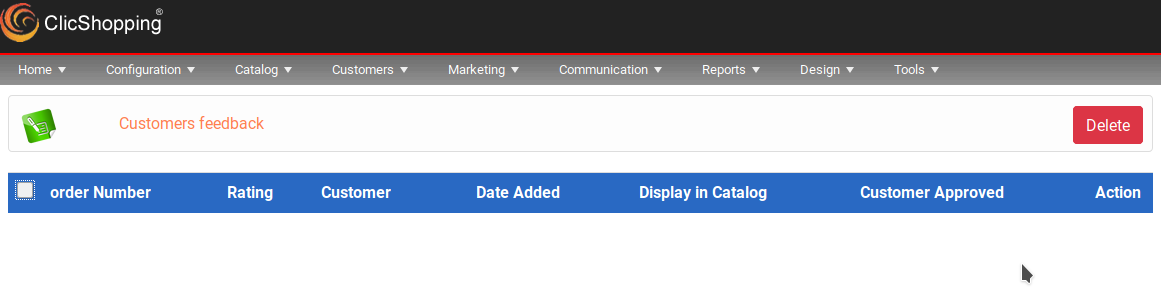 ClicShopping®
Home Configuration Catalog Customers Marketing Communication Reports Design Tools
Customers feedback Delete
order Number Rating Customer Date Added Display in Catalog Customer Approved Action